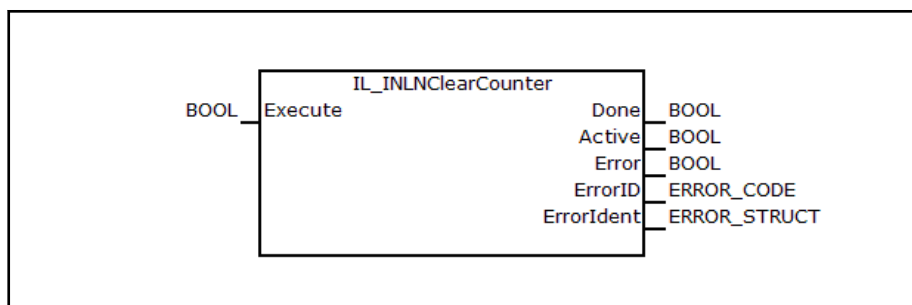 IL_INLNClearCounter
BOOL Execute Done BOOL
Active BOOL
Error BOOL
ErrorID ERROR_CODE
ErrorIdent ERROR_STRUCT